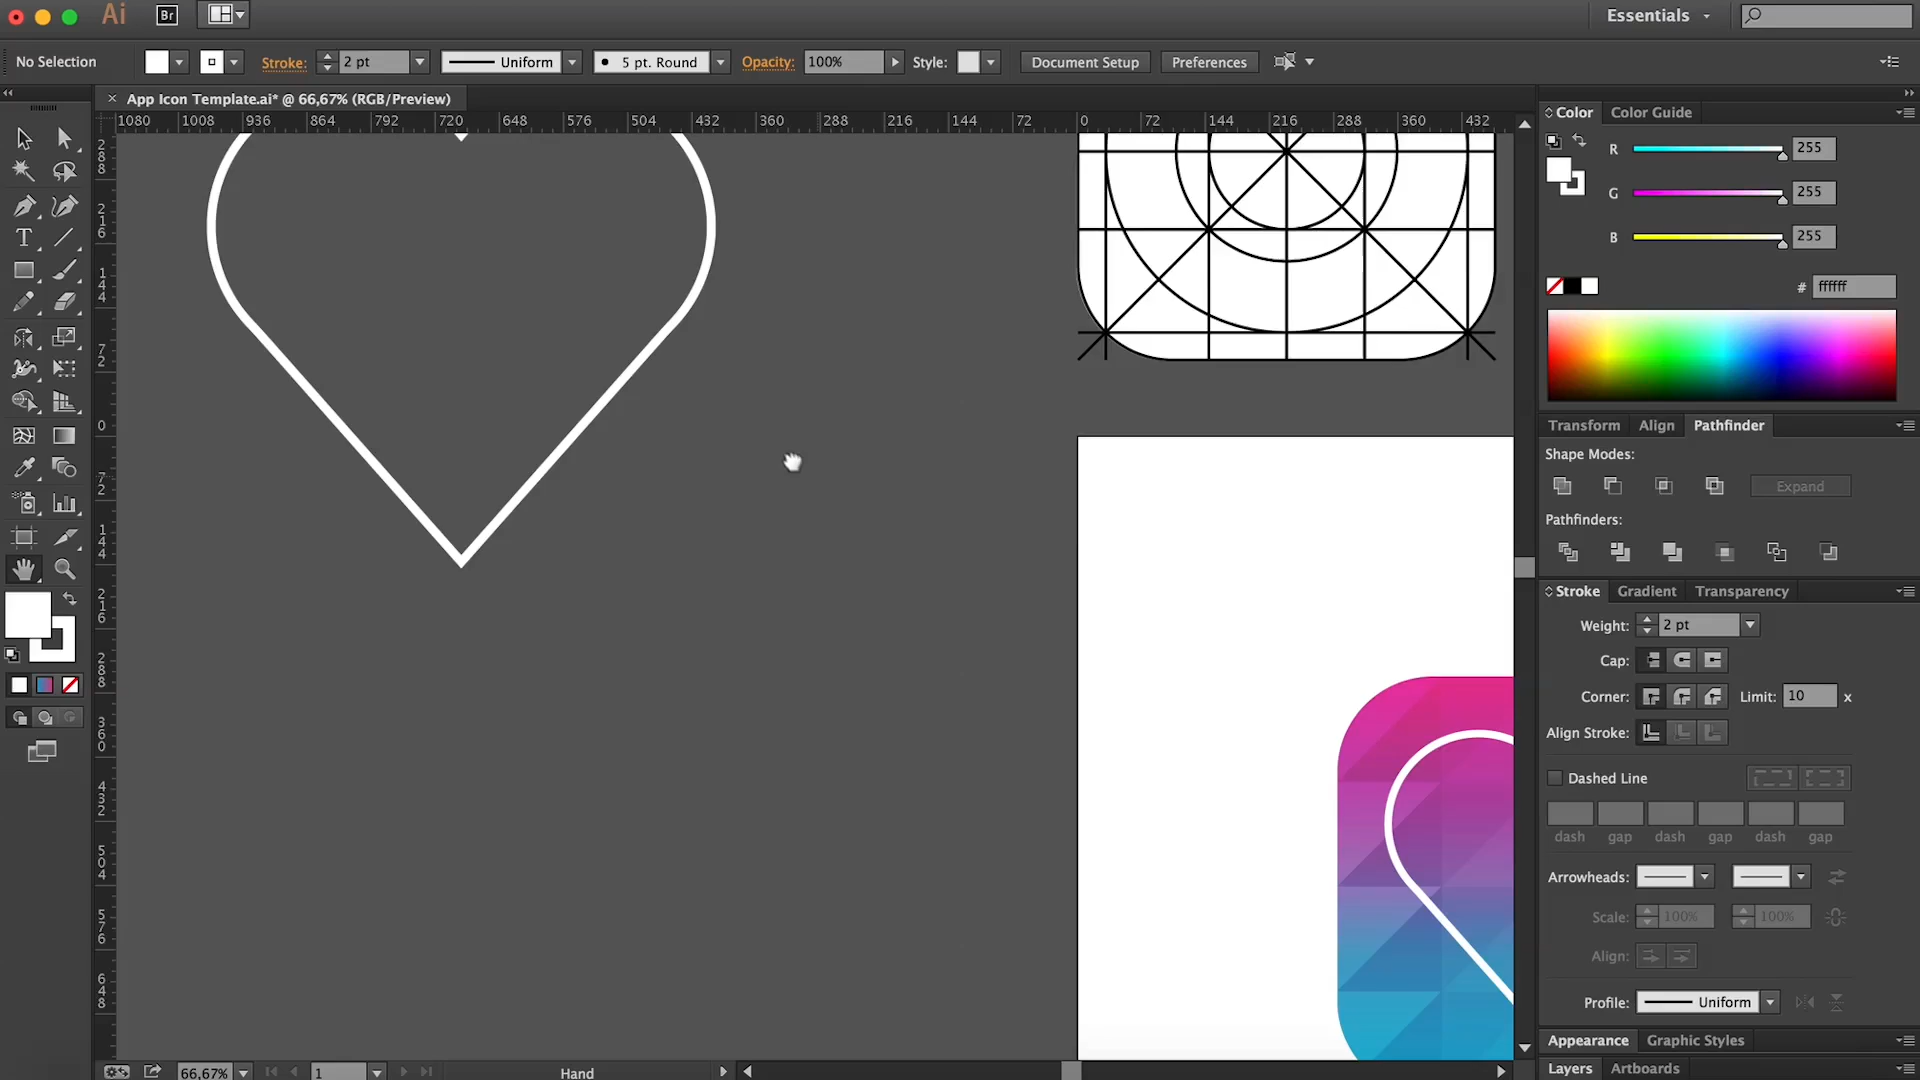 Ai Br Essentials
No Selection Stroke: 2 pt Uniform 5 pt. Round Opacity: 100% Style: Document Setup Preferences
App Icon Template.ai* @ 66,67% (RGB/Preview)
1080 1008 936 864 792 720 648 576 504 432 360 288 216 144 72 0 72 144 216 288 360 432
288
216
144
72
0
72
144
216
288
360
432
504
576
648
Color Color Guide
R 255
G 255
B 255
# ffffff
Transform Align Pathfinder
Shape Modes:
Expand
Pathfinders:
Stroke Gradient Transparency
Weight: 2 pt
Cap:
Corner: Limit: 10 x
Align Stroke:
Dashed Line
dash gap dash gap dash gap
Arrowheads:
Scale: 100% 100%
Align:
Profile: Uniform
Appearance Graphic Styles
Layers Artboards
66,67% 1 Hand